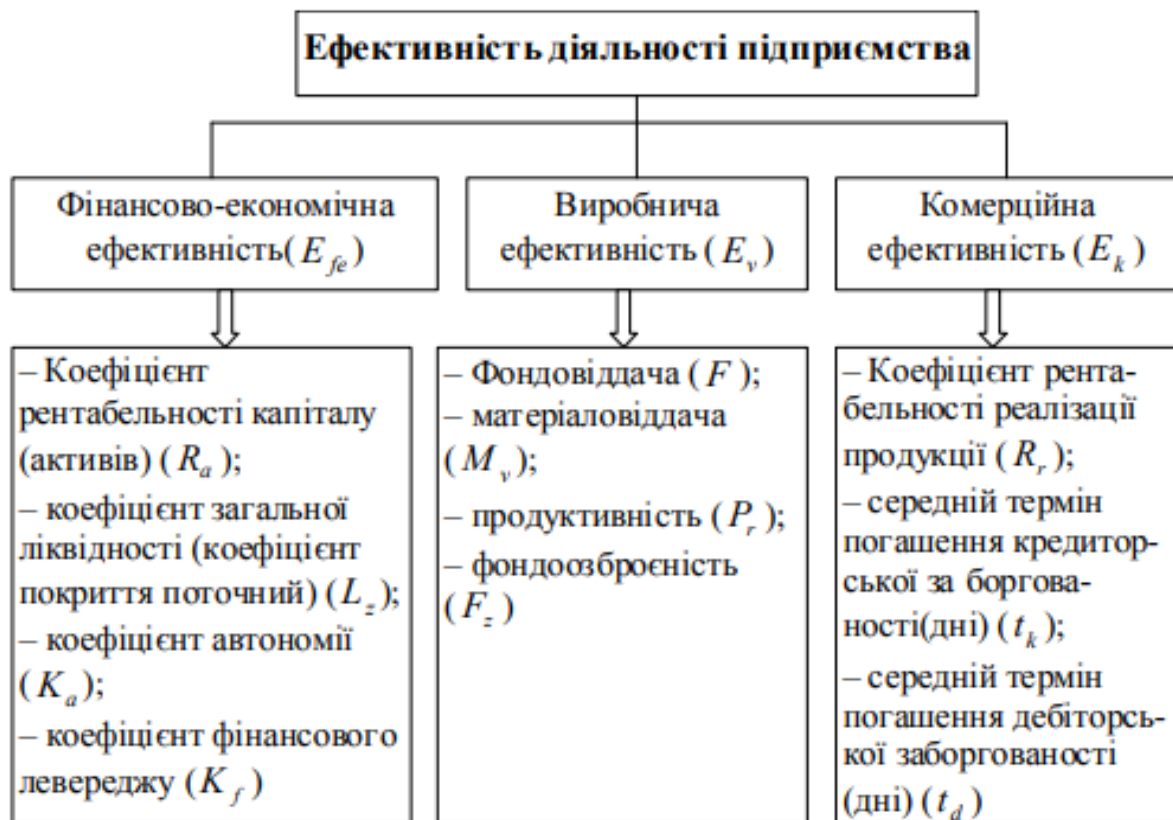 Ефективність діяльності підприємства
Фінансово-економічна
ефективність(E_fe)
Виробнича
ефективність (E_v)
Комерційна
ефективність (E_k)
– Коефіцієнт
рентабельності капіталу
(активів) (R_a);
– коефіцієнт загальної
ліквідності (коефіцієнт
покриття поточний) (L_z);
– коефіцієнт автономії
(K_a);
– коефіцієнт фінансового
левереджу (K_f)
– Фондовіддача (F);
– матеріаловіддача
(M_v);
– продуктивність (P_r);
– фондоозброєність
(F_z)
– Коефіцієнт рента-
бельності реалізації
продукції (R_r);
– середній термін
погашення кредитор-
ської за боргова-
ності(дні) (t_k);
– середній термін
погашення дебіторсь-
кої заборгованості
(дні) (t_d)